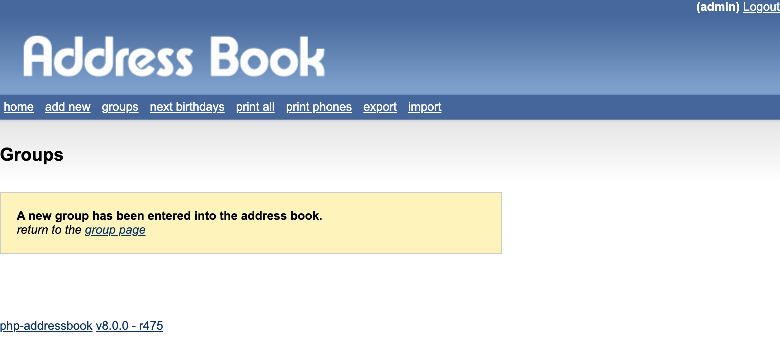 (admin) Logout
Address Book
home add new groups next birthdays print all print phones export import
Groups
A new group has been entered into the address book.
return to the group page
php-addressbook v8.0.0 - r475